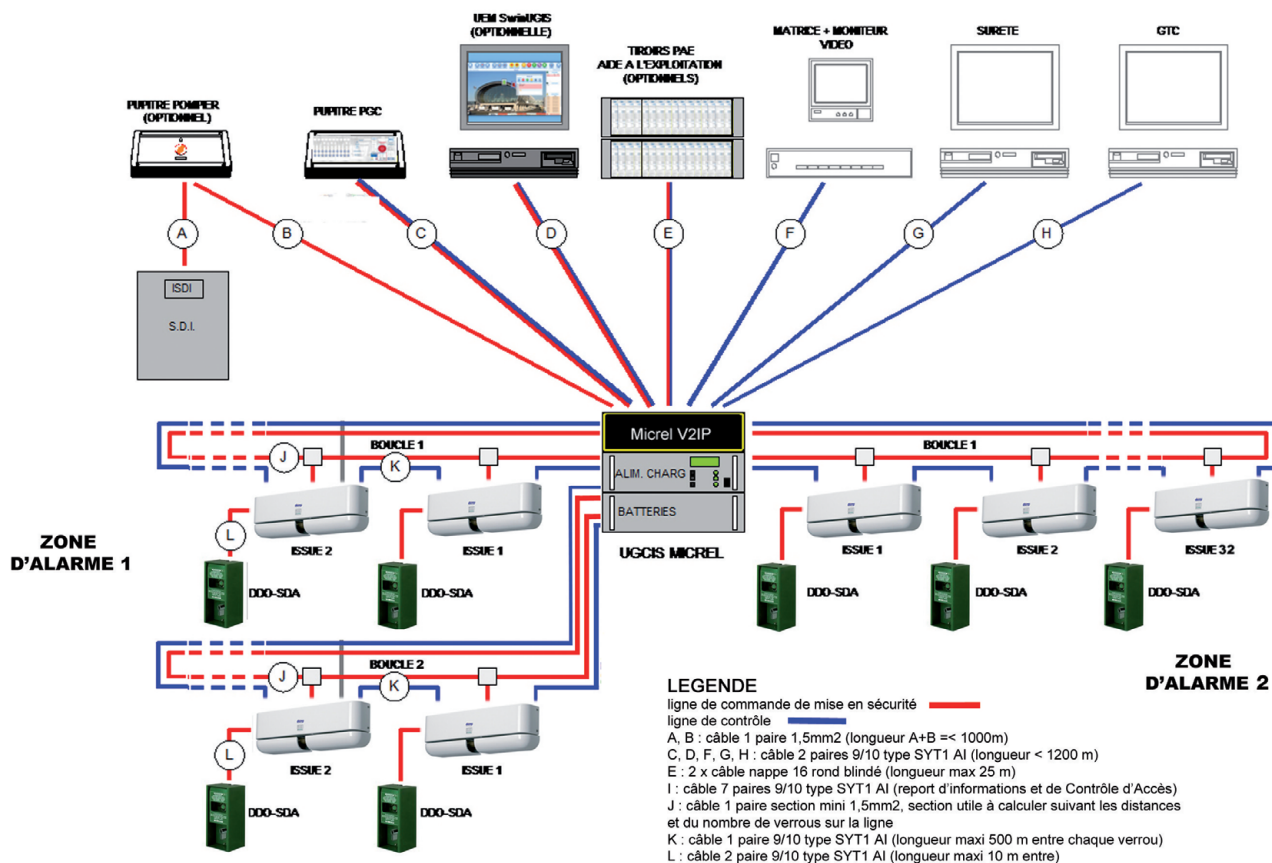 UEM SwinUGIS
(OPTIONNELLE)
TIROIRS PAE
AIDE A L'EXPLOITATION
(OPTIONNELS)
MATRICE + MONITEUR
VIDEO
SURETE
GTC
PUPITRE POMPIER
(OPTIONNEL)
PUPITRE PGC
A
B
C
D
E
F
G
H
ISDI
S.D.I.
Micrel V2IP
ALIM. CHARG
BATTERIES
UGCIS MICREL
BOUCLE 1
J
K
BOUCLE 1
L
ISSUE 2
ISSUE 1
ISSUE 1
ISSUE 2
ISSUE 32
ZONE
D'ALARME 1
DDO-SDA
DDO-SDA
DDO-SDA
DDO-SDA
DDO-SDA
BOUCLE 2
J
K
L
ISSUE 2
ISSUE 1
DDO-SDA
DDO-SDA
ZONE
D'ALARME 2
LEGENDE
ligne de commande de mise en sécurité
ligne de contrôle
A, B : câble 1 paire 1,5mm2 (longueur A+B =< 1000m)
C, D, F, G, H : câble 2 paires 9/10 type SYT1 AI (longueur < 1200 m)
E : 2 x câble nappe 16 rond blindé (longueur max 25 m)
I : câble 7 paires 9/10 type SYT1 AI (report d'informations et de Contrôle d'Accès)
J : câble 1 paire section mini 1,5mm2, section utile à calculer suivant les distances
et du nombre de verrous sur la ligne
K : câble 1 paire 9/10 type SYT1 AI (longueur maxi 500 m entre chaque verrou)
L : câble 2 paire 9/10 type SYT1 AI (longueur maxi 10 m entre)